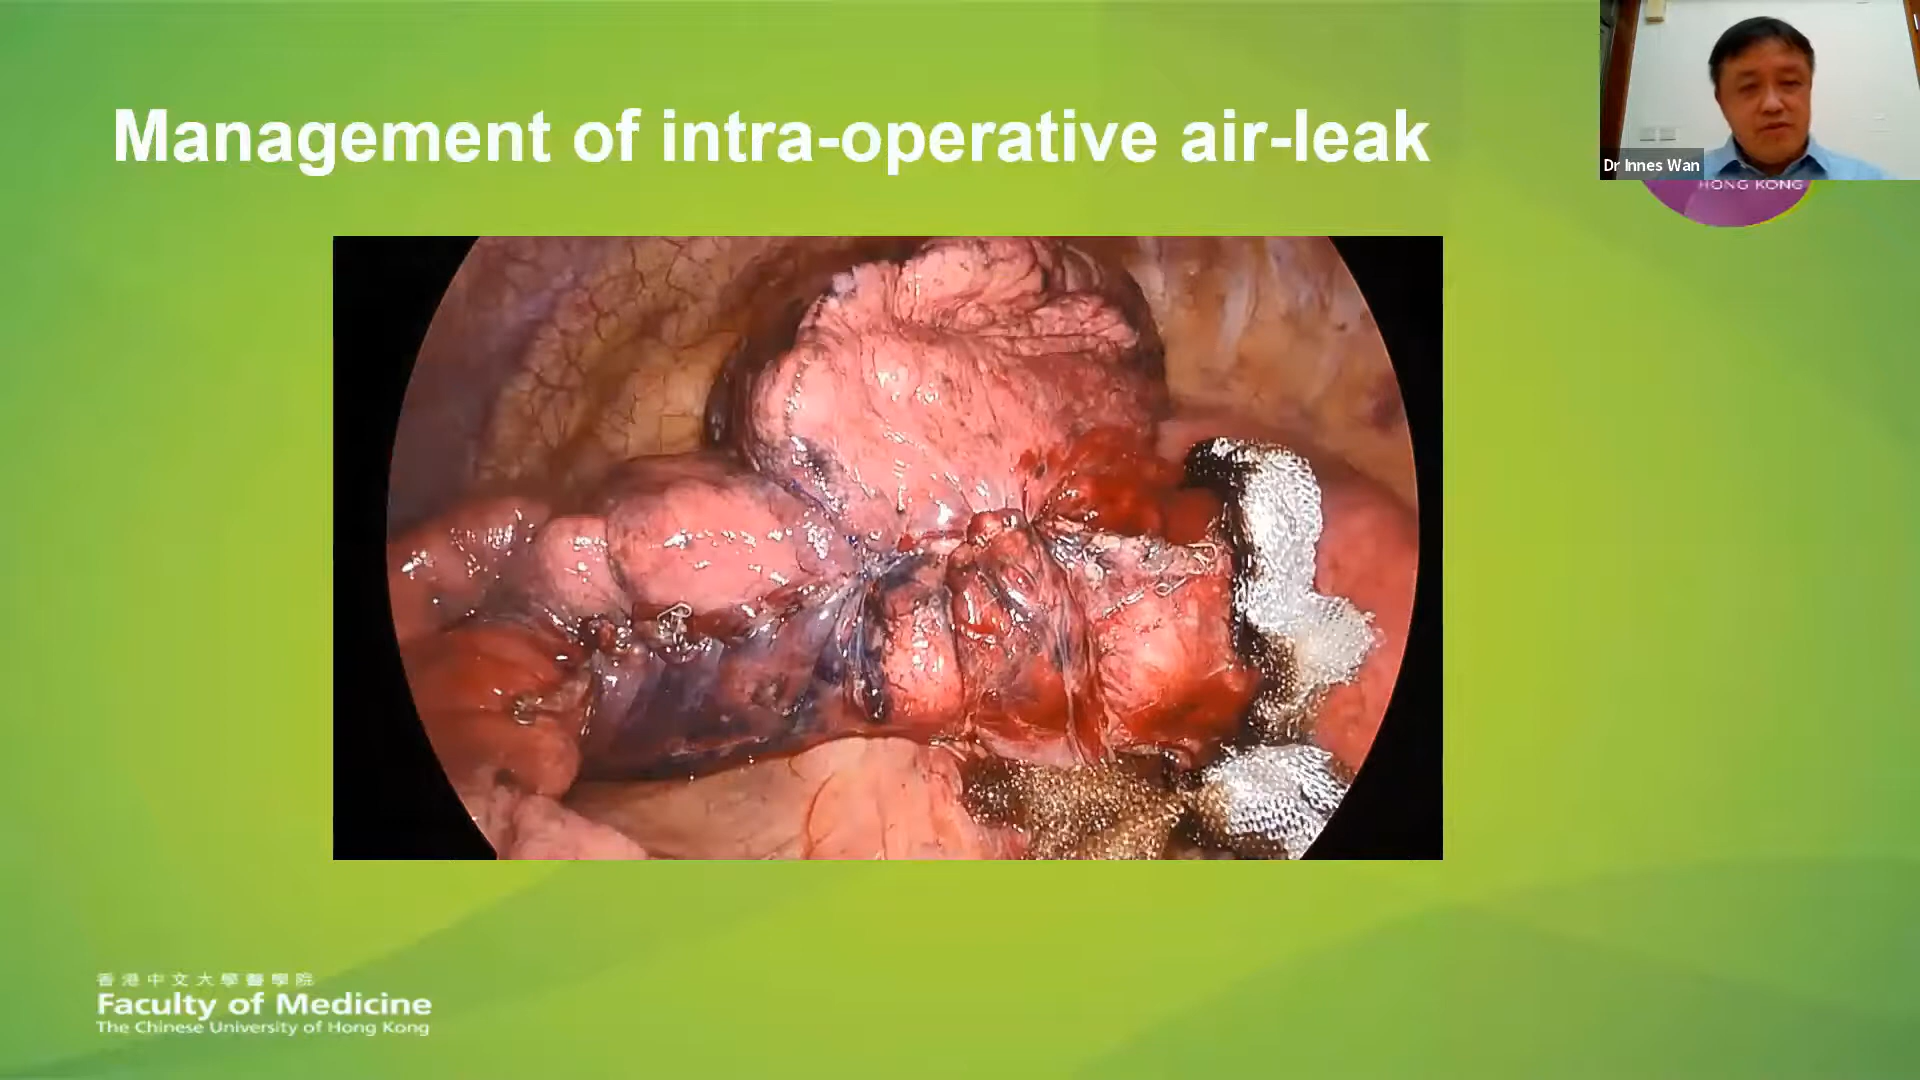 Management of intra-operative air-leak
Dr Innes Wan
HONG KONG
香港中文大學醫學院
Faculty of Medicine
The Chinese University of Hong Kong